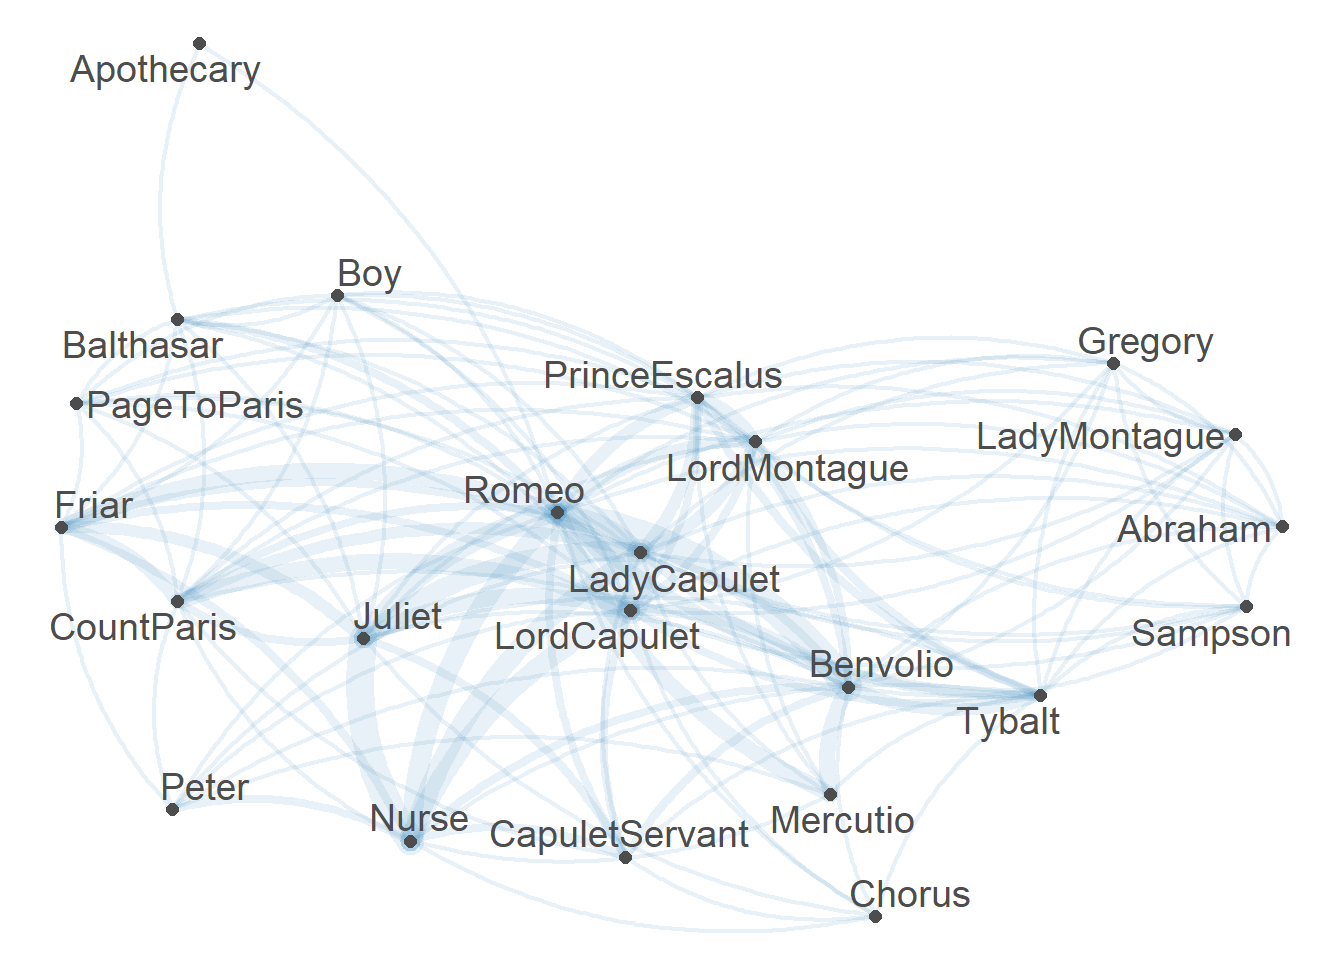 Apothecary
Boy
Balthasar
Gregory
PrinceEscalus
PageToParis
LadyMontague
LordMontague
Romeo
Friar
Abraham
LadyCapulet
Juliet
CountParis
LordCapulet
Sampson
Benvolio
Tybalt
Peter
Nurse
Mercutio
CapuletServant
Chorus